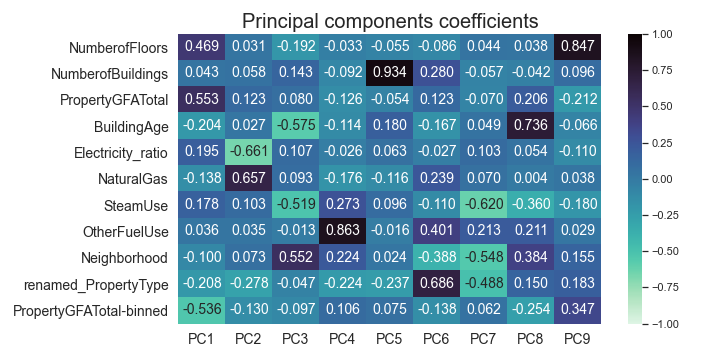 Principal components coefficients
NumberofFloors 0.469 0.031 -0.192 -0.033 -0.055 -0.086 0.044 0.038 0.847
NumberofBuildings 0.043 0.058 0.143 -0.092 0.934 0.280 -0.057 -0.042 0.096
PropertyGFATotal 0.553 0.123 0.080 -0.126 -0.054 0.123 -0.070 0.206 -0.212
BuildingAge -0.204 0.027 -0.575 -0.114 0.180 -0.167 0.049 0.736 -0.066
Electricity_ratio 0.195 -0.661 0.107 -0.026 0.063 -0.027 0.103 0.054 -0.110
NaturalGas -0.138 0.657 0.093 -0.176 -0.116 0.239 0.070 0.004 0.038
SteamUse 0.178 0.103 -0.519 0.273 0.096 -0.110 -0.620 -0.360 -0.180
OtherFuelUse 0.036 0.035 -0.013 0.863 -0.016 0.401 0.213 0.211 0.029
Neighborhood -0.100 0.073 0.552 0.224 0.024 -0.388 -0.548 0.384 0.155
renamed_PropertyType -0.208 -0.278 -0.047 -0.224 -0.237 0.686 -0.488 0.150 0.183
PropertyGFATotal-binned -0.536 -0.130 -0.097 0.106 0.075 -0.138 0.062 -0.254 0.347
PC1 PC2 PC3 PC4 PC5 PC6 PC7 PC8 PC9
1.00
0.75
0.50
0.25
0.00
−0.25
−0.50
−0.75
−1.00